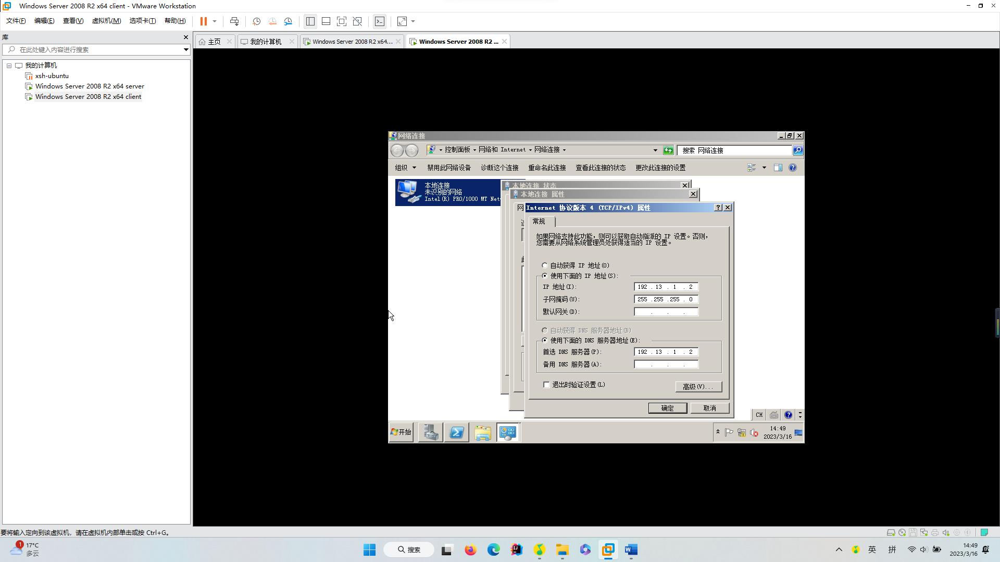 Windows Server 2008 R2 x64 client - VMware Workstation
文件(F) 编辑(E) 查看(V) 虚拟机(M) 选项卡(T) 帮助(H)
库
在此处键入内容进行搜索
主页
我的计算机
Windows Server 2008 R2 x64...
Windows Server 2008 R2 ...
我的计算机
xsh-ubuntu
Windows Server 2008 R2 x64 server
Windows Server 2008 R2 x64 client
网络连接
控制面板 网络和 Internet 网络连接
搜索 网络连接
组织 禁用此网络设备 诊断这个连接 重命名此连接 查看此连接的状态 更改此连接的设置
本地连接
未识别的网络
Intel(R) PRO/1000 MT Net
本地连接 状态
本地连接 属性
网
Internet 协议版本 4 (TCP/IPv4) 属性
常规
如果网络支持此功能，则可以获取自动指派的 IP 设置。否则，
您需要从网络系统管理员处获得适当的 IP 设置。
自动获得 IP 地址(O)
使用下面的 IP 地址(S):
IP 地址(I): 192 . 13 . 1 . 2
子网掩码(U): 255 .255 .255 . 0
默认网关(D): . . .
自动获得 DNS 服务器地址(B)
使用下面的 DNS 服务器地址(E):
首选 DNS 服务器(P): 192 . 13 . 1 . 2
备用 DNS 服务器(A): . . .
退出时验证设置(L)
高级(V)...
确定 取消
CH
开始
14:49
2023/3/16
要将输入定向到该虚拟机，请在虚拟机内部单击或按 Ctrl+G。
1
17°C
多云
搜索
英 拼
14:49
2023/3/16